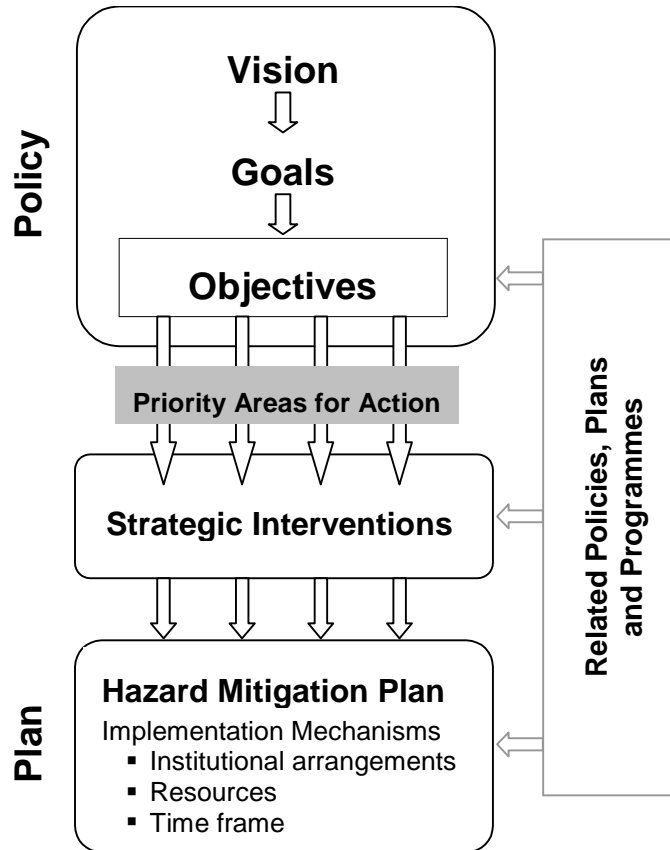 Policy
Vision
Goals
Objectives
Priority Areas for Action
Strategic Interventions
Plan
Hazard Mitigation Plan
Implementation Mechanisms
▪ Institutional arrangements
▪ Resources
▪ Time frame
Related Policies, Plans
and Programmes